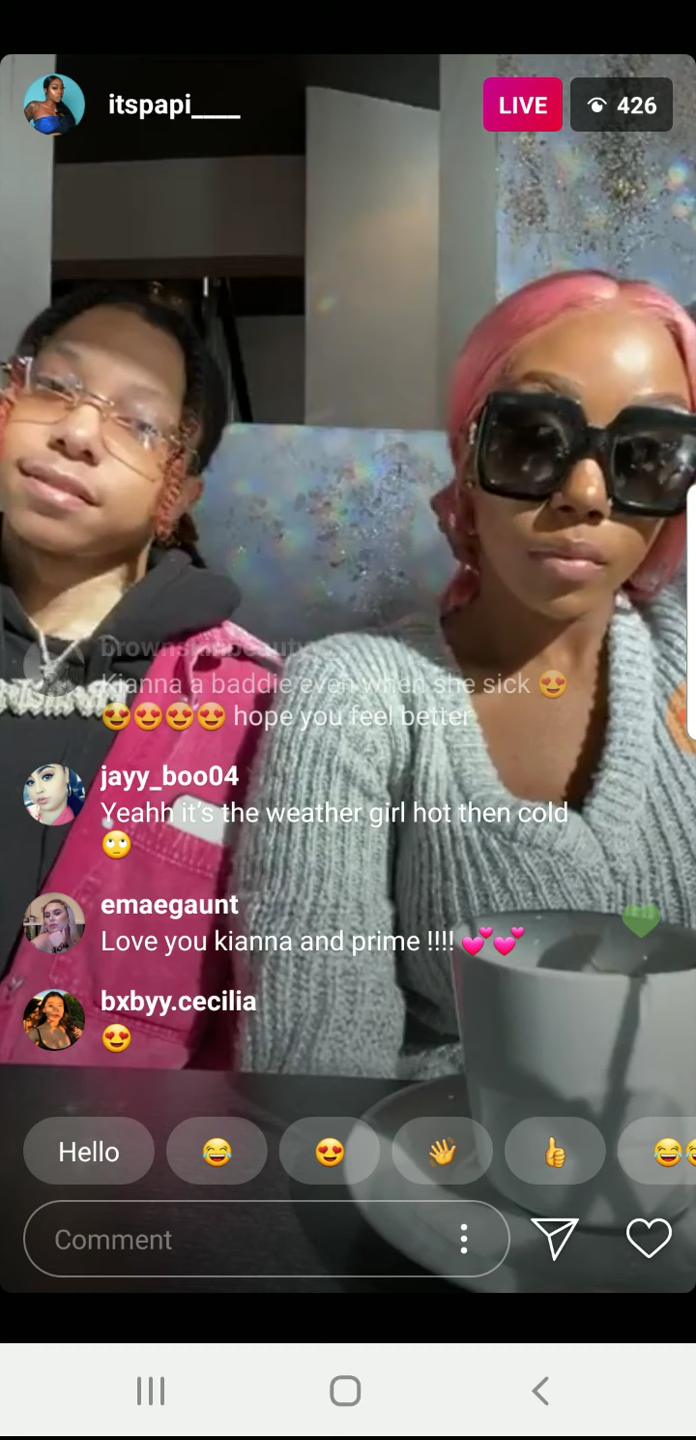 itspapi____
LIVE
426
brownskinbeauty
Kianna a baddie even when she sick 😍
😍😍😍😍 hope you feel better
jayy_boo04
Yeahh it's the weather girl hot then cold
🙄
emaegaunt
Love you kianna and prime !!!! 💕💕
bxbyy.cecilia
😍
Hello 😂 😍 👋 👍 😂
Comment